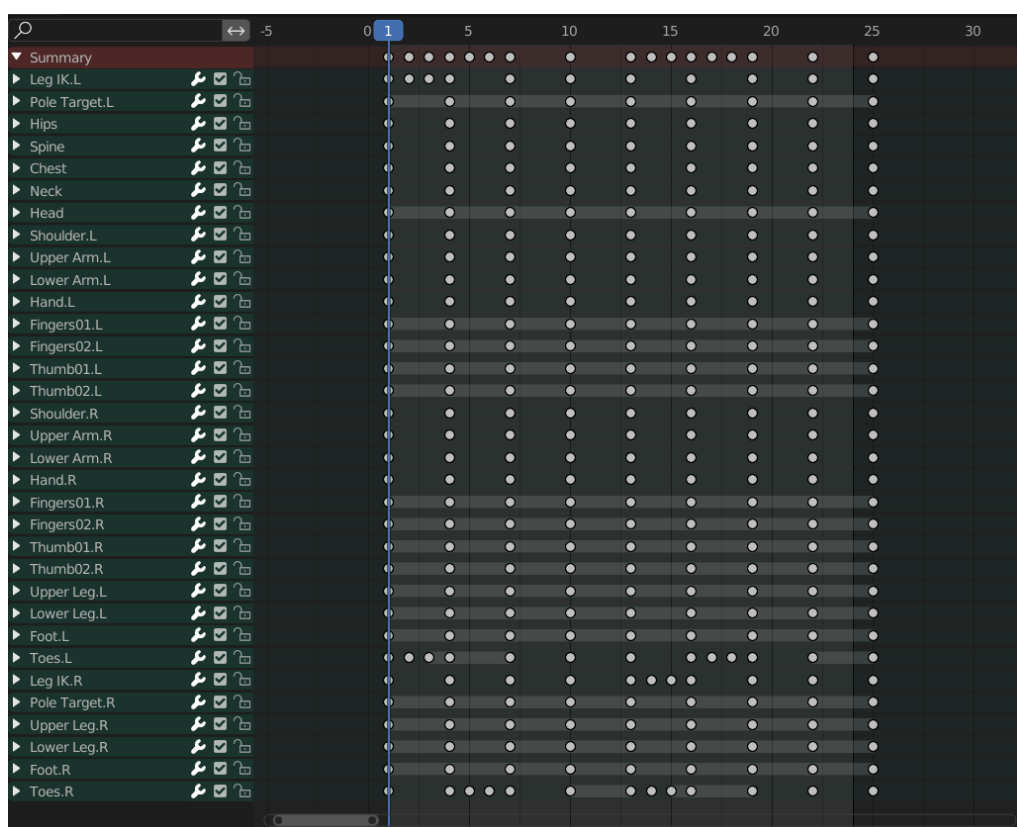 -5 0 1 5 10 15 20 25 30
Summary
Leg IK.L
Pole Target.L
Hips
Spine
Chest
Neck
Head
Shoulder.L
Upper Arm.L
Lower Arm.L
Hand.L
Fingers01.L
Fingers02.L
Thumb01.L
Thumb02.L
Shoulder.R
Upper Arm.R
Lower Arm.R
Hand.R
Fingers01.R
Fingers02.R
Thumb01.R
Thumb02.R
Upper Leg.L
Lower Leg.L
Foot.L
Toes.L
Leg IK.R
Pole Target.R
Upper Leg.R
Lower Leg.R
Foot.R
Toes.R